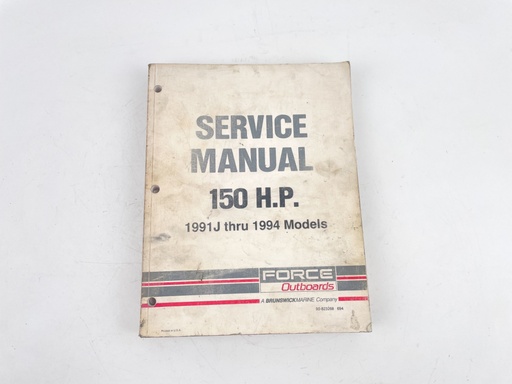 SERVICE
MANUAL
150 H.P.
1991J thru 1994 Models
FORCE
Outboards
A BRUNSWICK MARINE Company